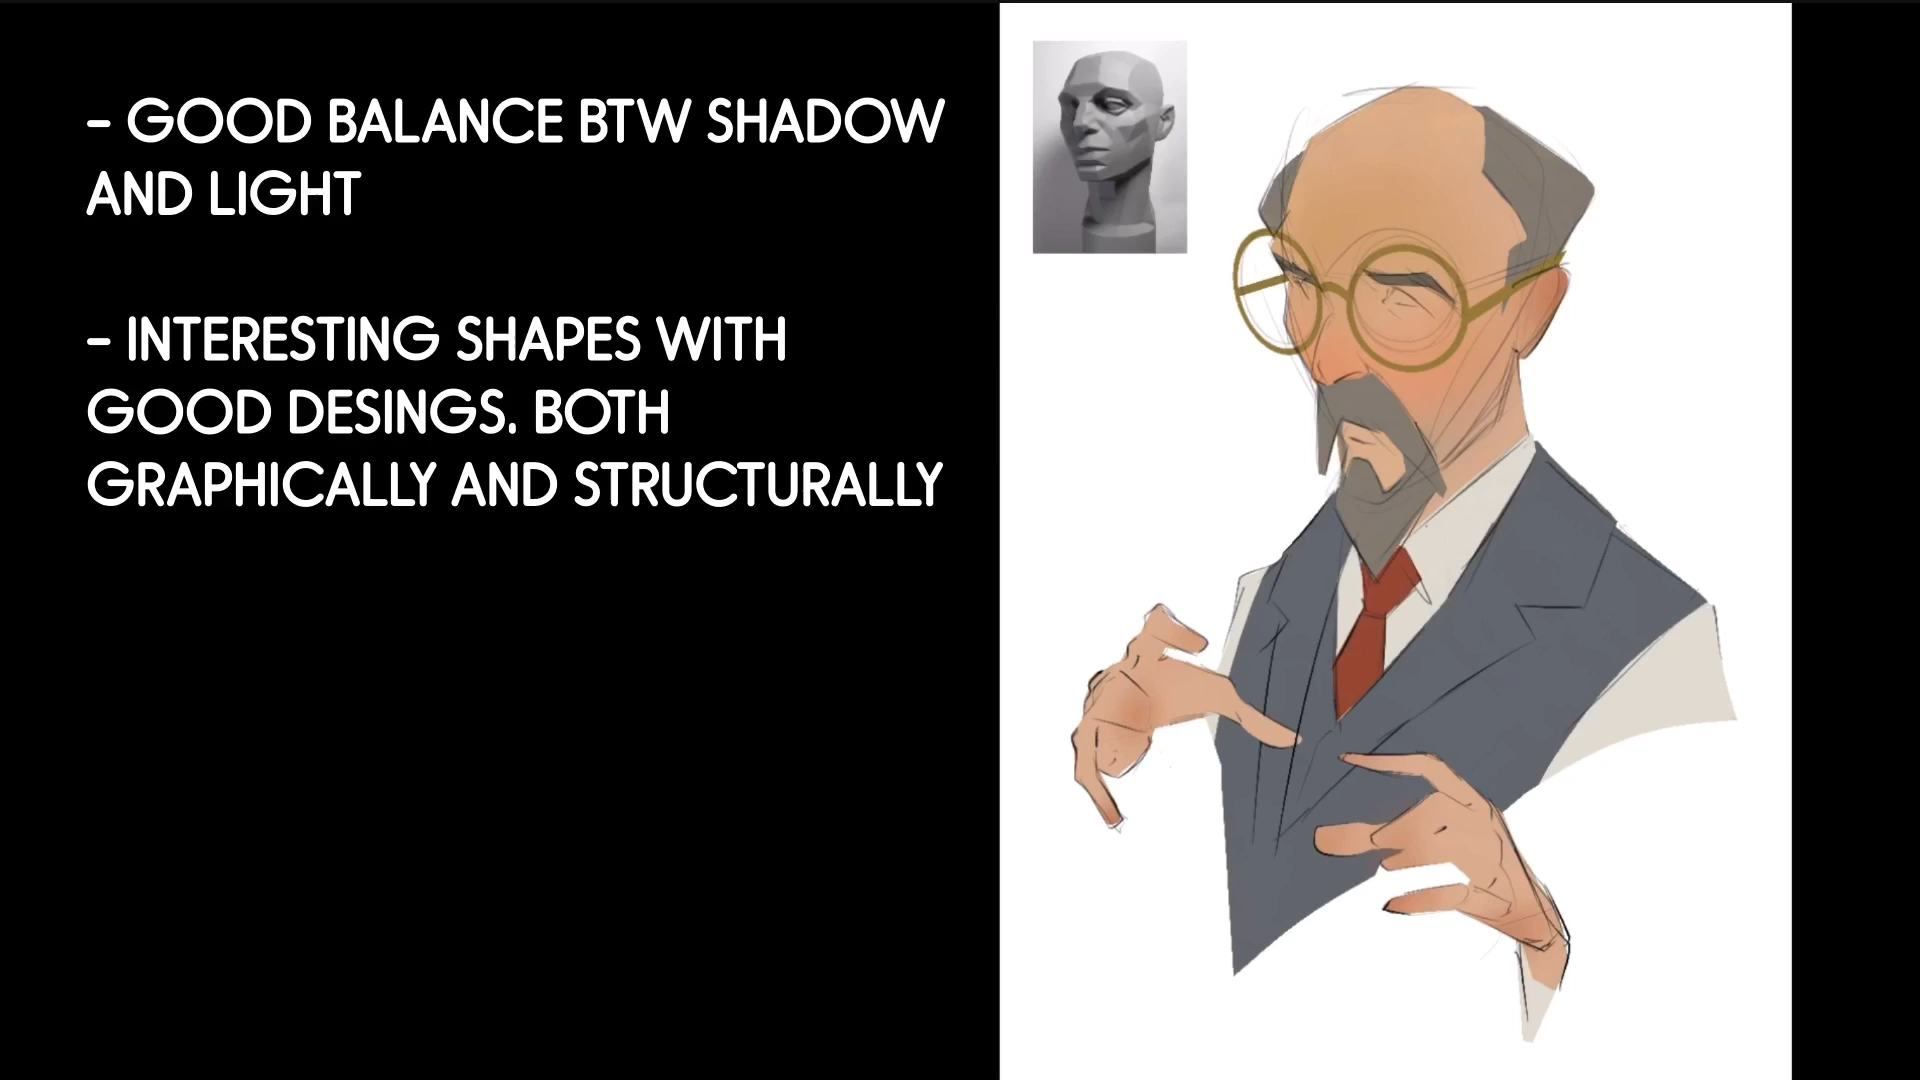 - GOOD BALANCE BTW SHADOW
AND LIGHT
- INTERESTING SHAPES WITH
GOOD DESINGS. BOTH
GRAPHICALLY AND STRUCTURALLY